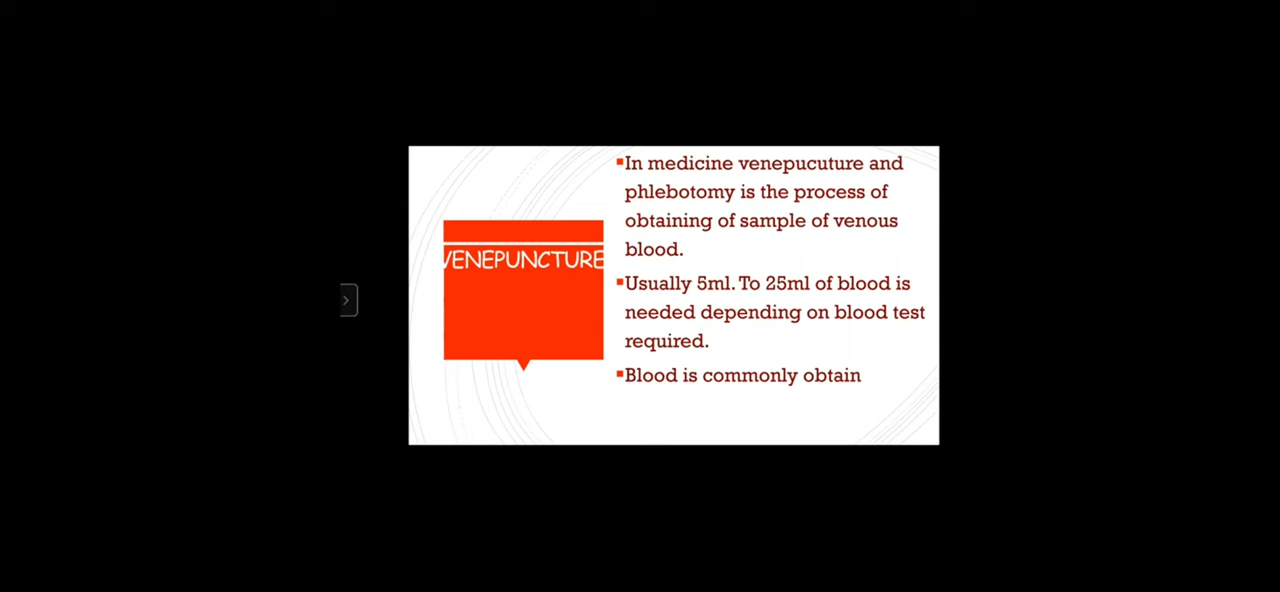 VENEPUNCTURE
In medicine venepucuture and
phlebotomy is the process of
obtaining of sample of venous
blood.
Usually 5ml. To 25ml of blood is
needed depending on blood test
required.
Blood is commonly obtain